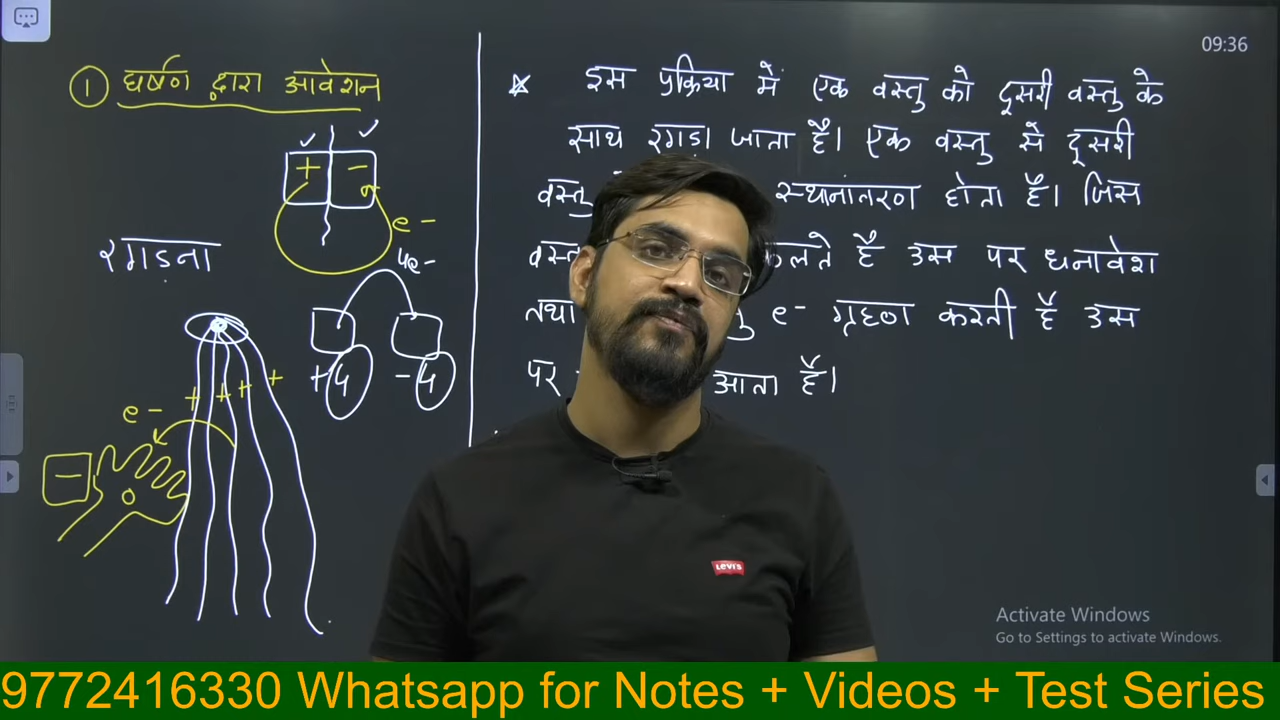 09:36
① घर्षण द्वारा आवेशन
+ -
e -
रगडना
4e-
+4 -4
+ + + +
e -
-
* इस प्रक्रिया में एक वस्तु को दूसरी वस्तु के
साथ रगड़ा जाता है। एक वस्तु से दूसरी
वस्तु स्थानांतरण होता है। जिस
है उस पर धनावेश
तथा e- ग्रहण करती है उस
पर आता है।
Levi's
Activate Windows
Go to Settings to activate Windows.
9772416330 Whatsapp for Notes + Videos + Test Series